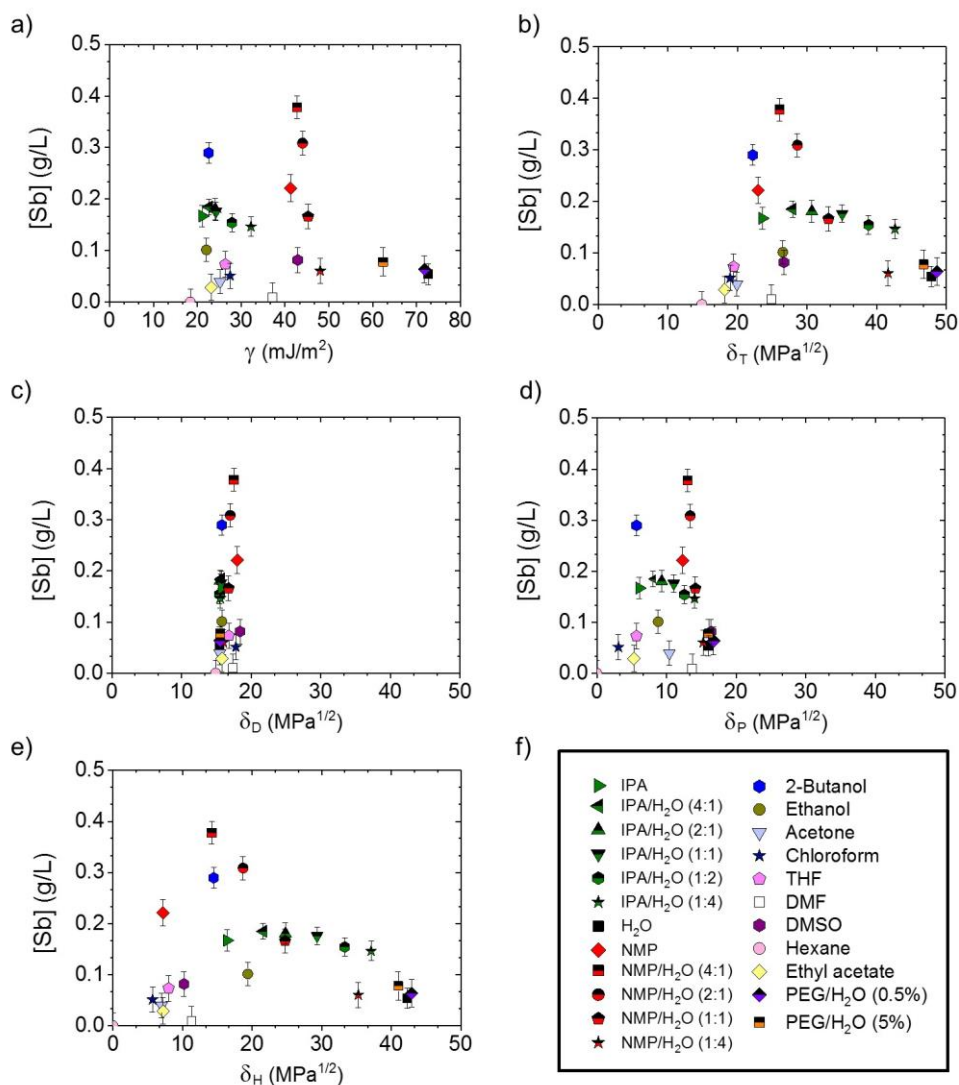 a)
0.5
0.4
0.3
0.2
0.1
0.0
[Sb] (g/L)
0 10 20 30 40 50 60 70 80
γ (mJ/m²)
b)
0.5
0.4
0.3
0.2
0.1
0.0
[Sb] (g/L)
0 10 20 30 40 50
δT (MPa1/2)
c)
0.5
0.4
0.3
0.2
0.1
0.0
[Sb] (g/L)
0 10 20 30 40 50
δD (MPa1/2)
d)
0.5
0.4
0.3
0.2
0.1
0.0
[Sb] (g/L)
0 10 20 30 40 50
δP (MPa1/2)
e)
0.5
0.4
0.3
0.2
0.1
0.0
[Sb] (g/L)
0 10 20 30 40 50
δH (MPa1/2)
f)
IPA
IPA/H₂O (4:1)
IPA/H₂O (2:1)
IPA/H₂O (1:1)
IPA/H₂O (1:2)
IPA/H₂O (1:4)
H₂O
NMP
NMP/H₂O (4:1)
NMP/H₂O (2:1)
NMP/H₂O (1:1)
NMP/H₂O (1:4)
2-Butanol
Ethanol
Acetone
Chloroform
THF
DMF
DMSO
Hexane
Ethyl acetate
PEG/H₂O (0.5%)
PEG/H₂O (5%)